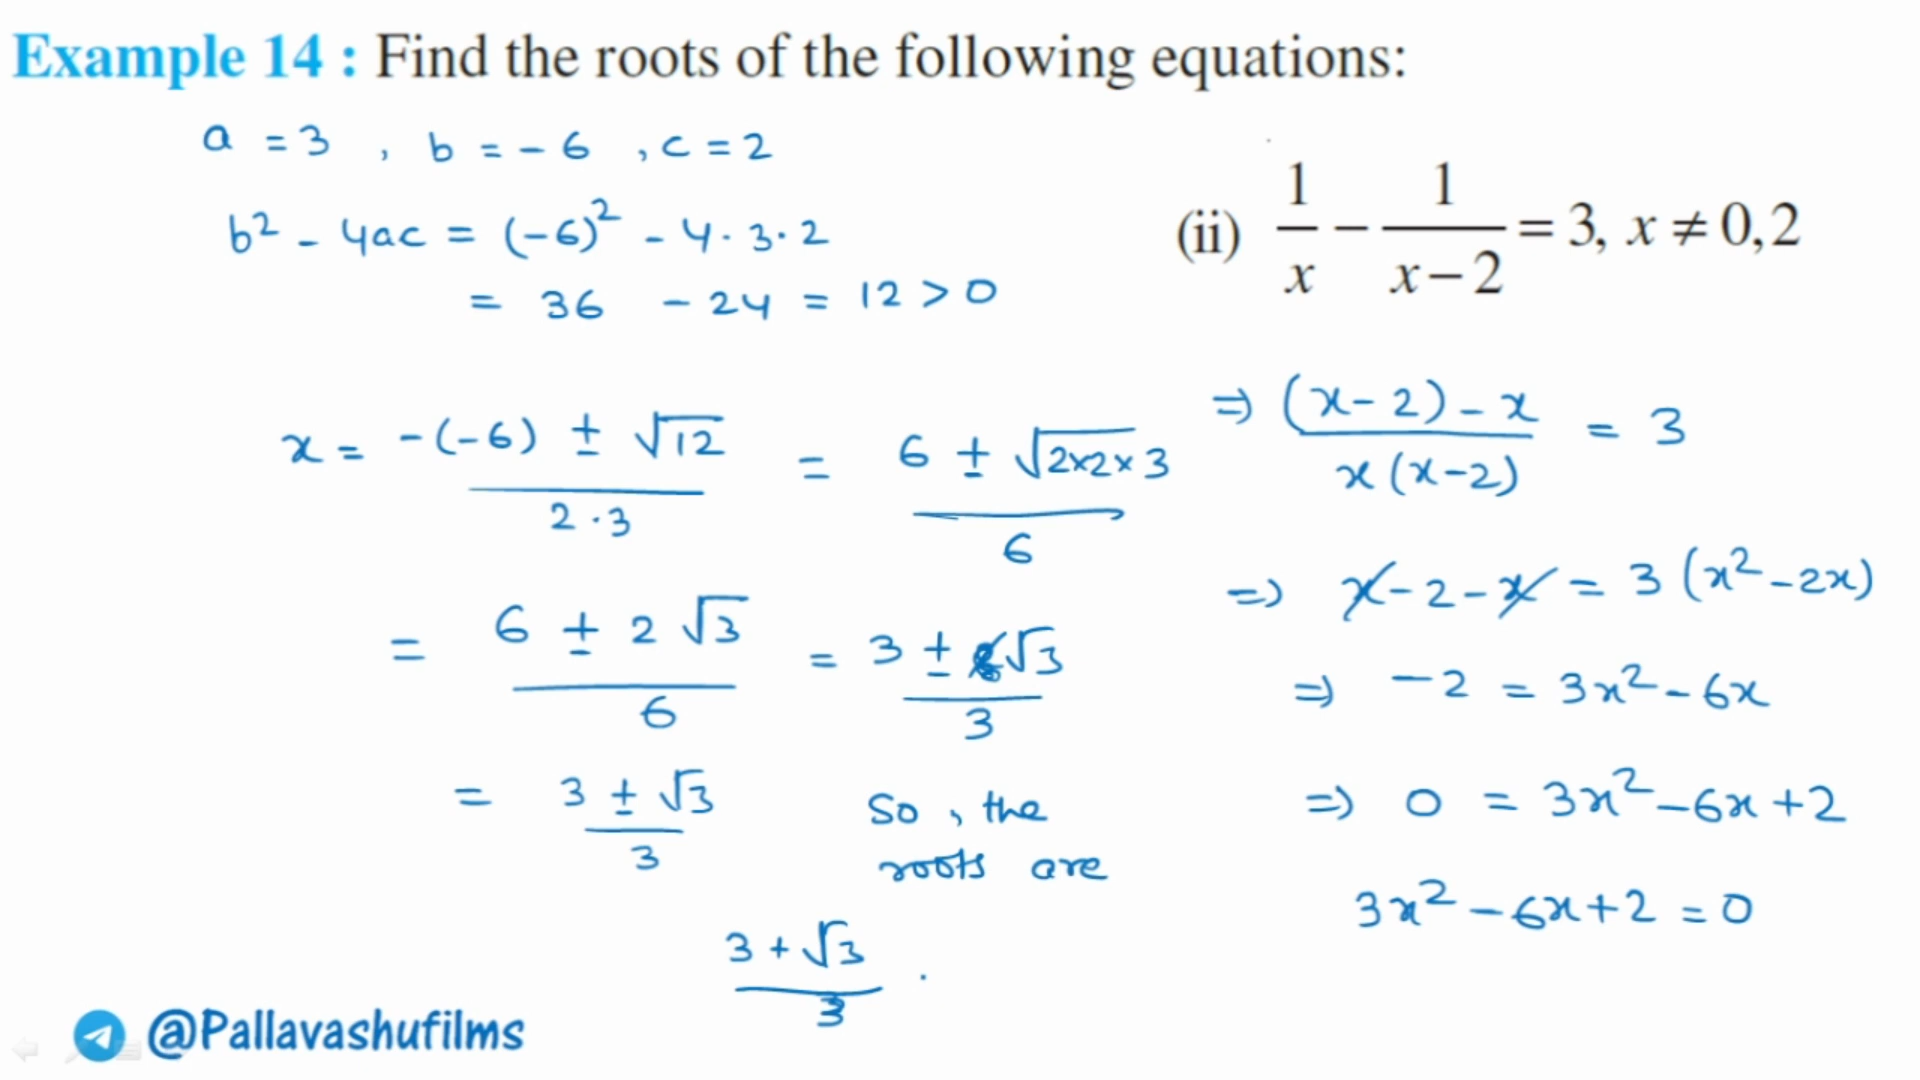 Example 14 : Find the roots of the following equations:
a = 3 , b = - 6 , c = 2
b² - 4ac = (-6)² - 4 · 3 · 2
= 36 - 24 = 12 > 0
x = -(-6) ± √12 / 2 · 3 = 6 ± √2×2×3 / 6
= 6 ± 2 √3 / 6 = 3 ± √3 / 3
= 3 ± √3 / 3
So, the
roots are
3 + √3 / 3 .
(ii) 1/x − 1/(x−2) = 3, x ≠ 0, 2
⇒ (x-2) - x / x(x-2) = 3
⇒ x - 2 - x = 3 (x² - 2x)
⇒ -2 = 3x² - 6x
⇒ 0 = 3x² - 6x + 2
3x² - 6x + 2 = 0
@Pallavashufilms